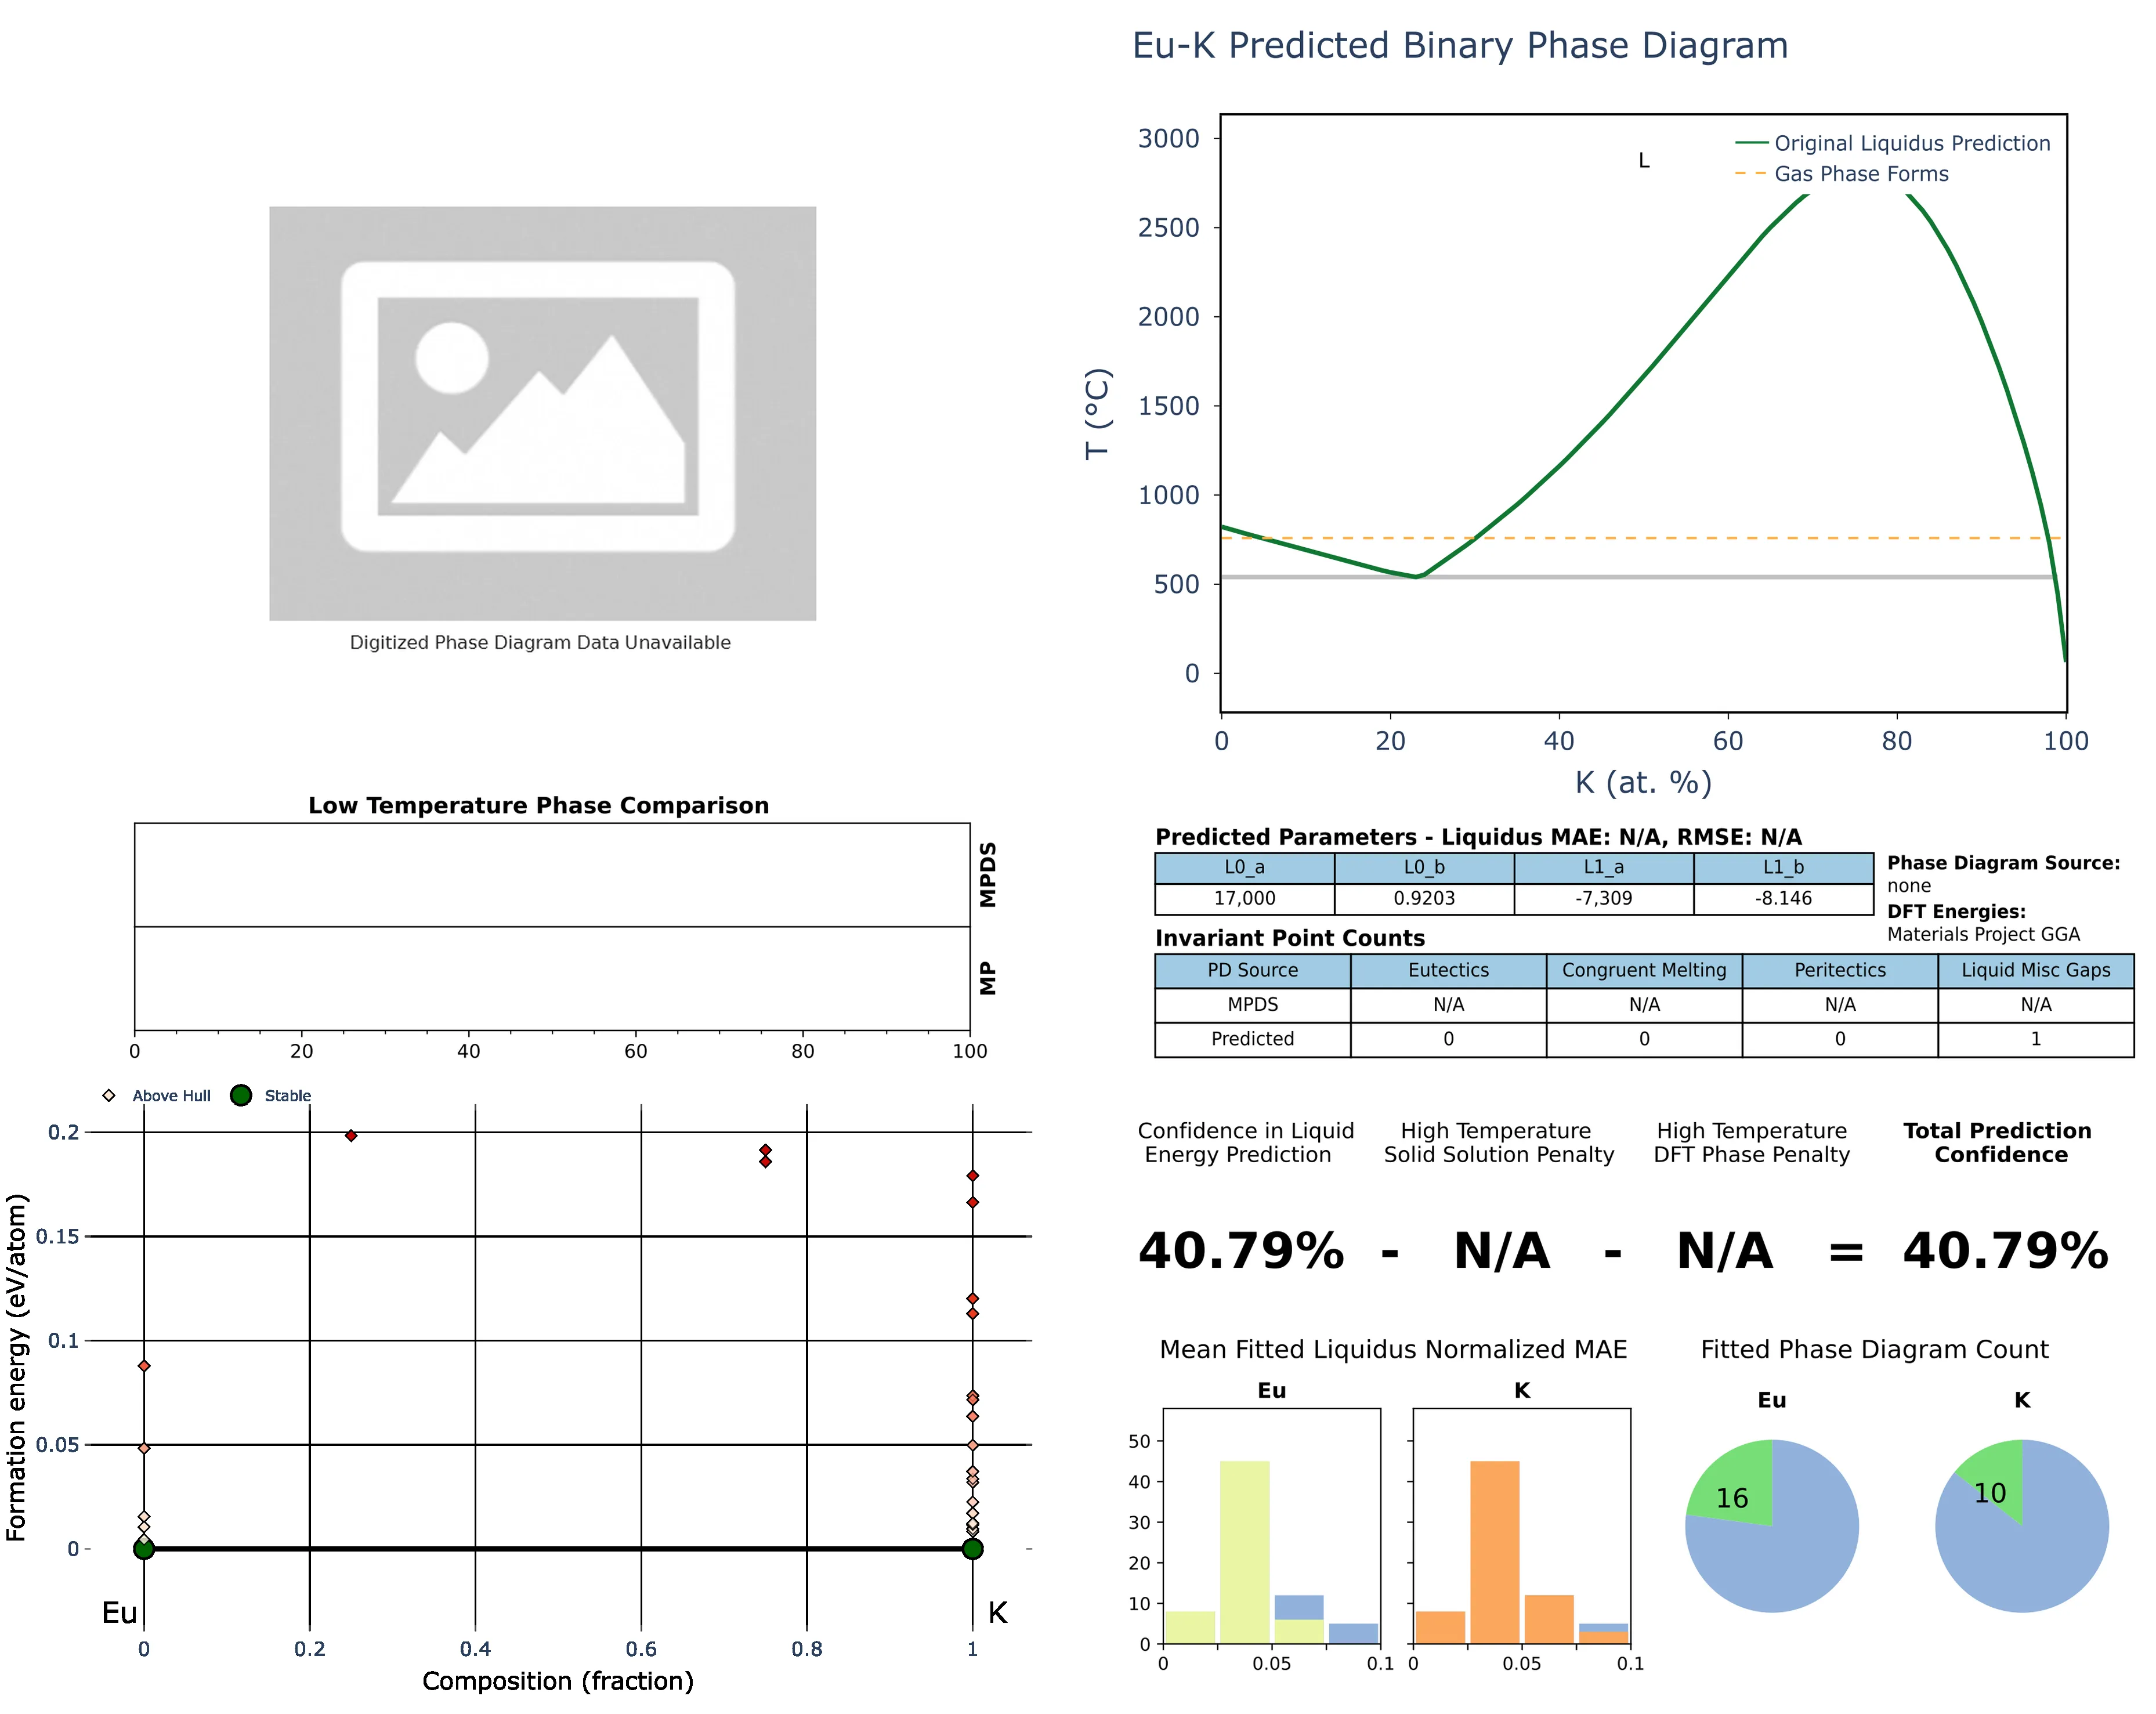 Eu-K Predicted Binary Phase Diagram
3000
2500
2000
1500
1000
500
0
T (°C)
L
Original Liquidus Prediction
Gas Phase Forms
0 20 40 60 80 100
K (at. %)
Digitized Phase Diagram Data Unavailable
Low Temperature Phase Comparison
MPDS
MP
0 20 40 60 80 100
Predicted Parameters - Liquidus MAE: N/A, RMSE: N/A
L0_a L0_b L1_a L1_b
17,000 0.9203 -7,309 -8.146
Phase Diagram Source:
none
DFT Energies:
Materials Project GGA
Invariant Point Counts
PD Source Eutectics Congruent Melting Peritectics Liquid Misc Gaps
MPDS N/A N/A N/A N/A
Predicted 0 0 0 1
Above Hull Stable
0.2
0.15
0.1
0.05
0
Formation energy (eV/atom)
Eu K
0 0.2 0.4 0.6 0.8 1
Composition (fraction)
Confidence in Liquid
Energy Prediction
High Temperature
Solid Solution Penalty
High Temperature
DFT Phase Penalty
Total Prediction
Confidence
40.79% - N/A - N/A = 40.79%
Mean Fitted Liquidus Normalized MAE
Eu K
50
40
30
20
10
0
0 0.05 0.1 0 0.05 0.1
Fitted Phase Diagram Count
Eu K
16 10